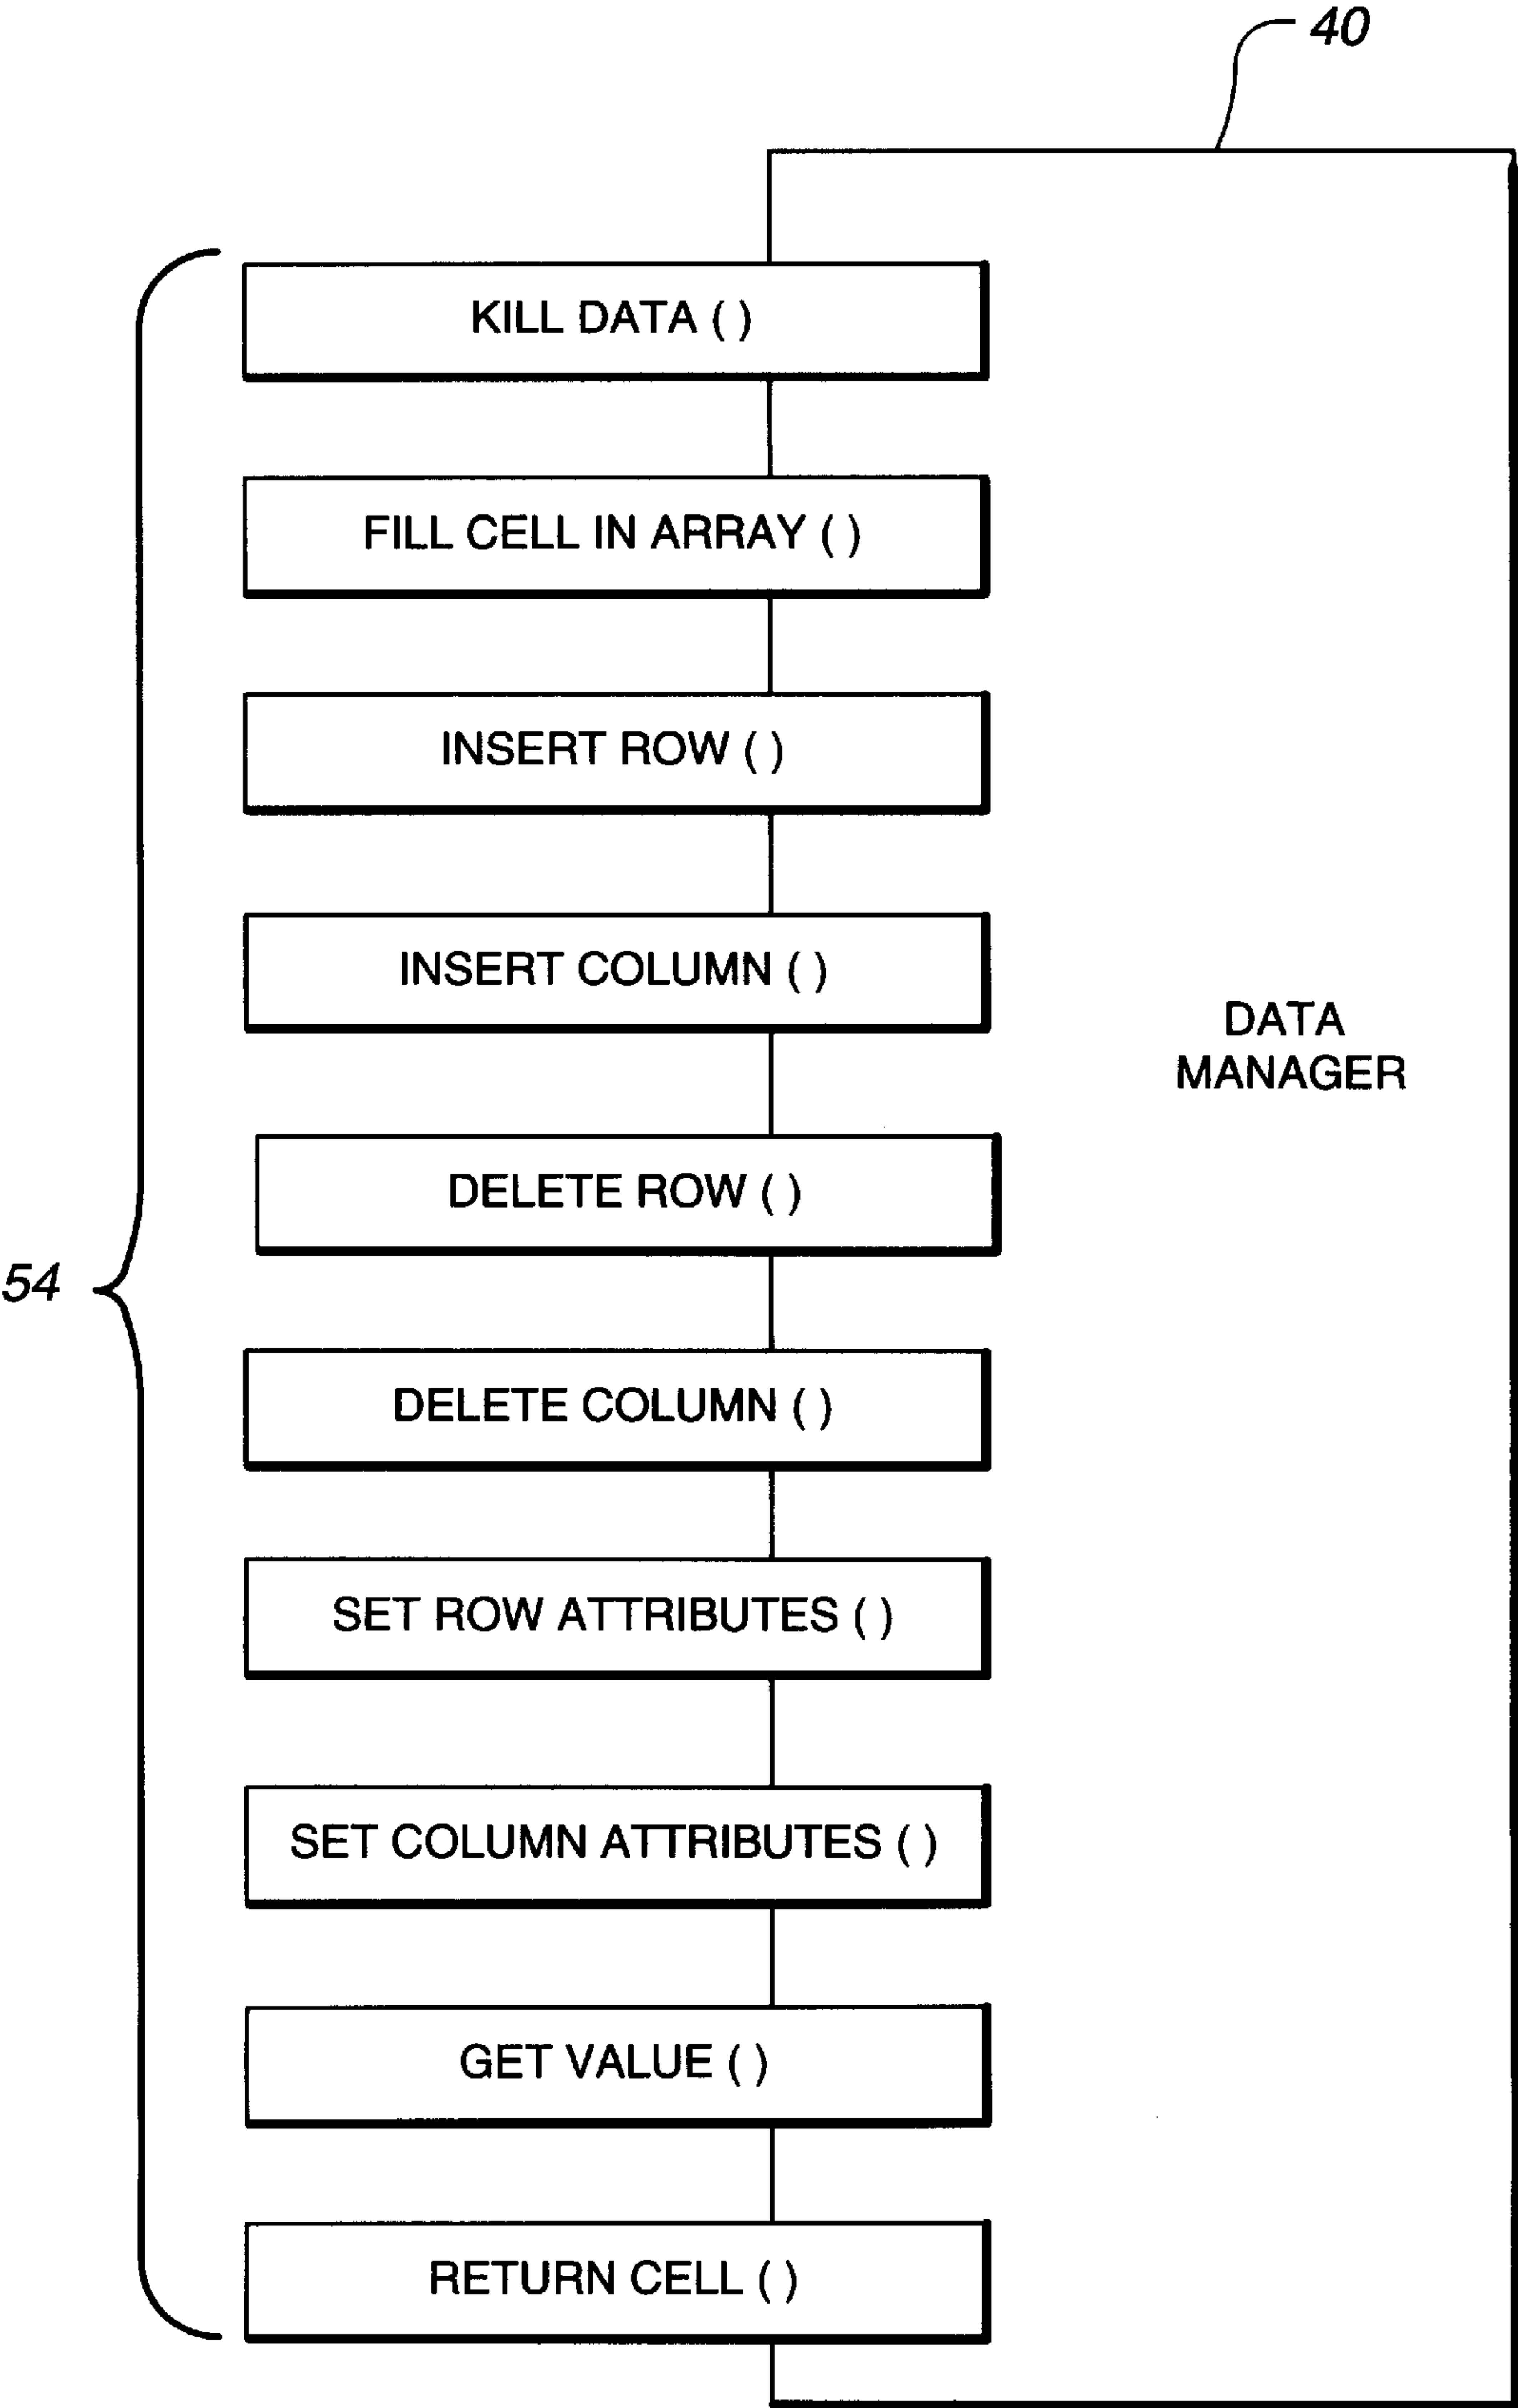 40
KILL DATA ( )
FILL CELL IN ARRAY ( )
INSERT ROW ( )
INSERT COLUMN ( )
DATA
MANAGER
DELETE ROW ( )
54
DELETE COLUMN ( )
SET ROW ATTRIBUTES ( )
SET COLUMN ATTRIBUTES ( )
GET VALUE ( )
RETURN CELL ( )